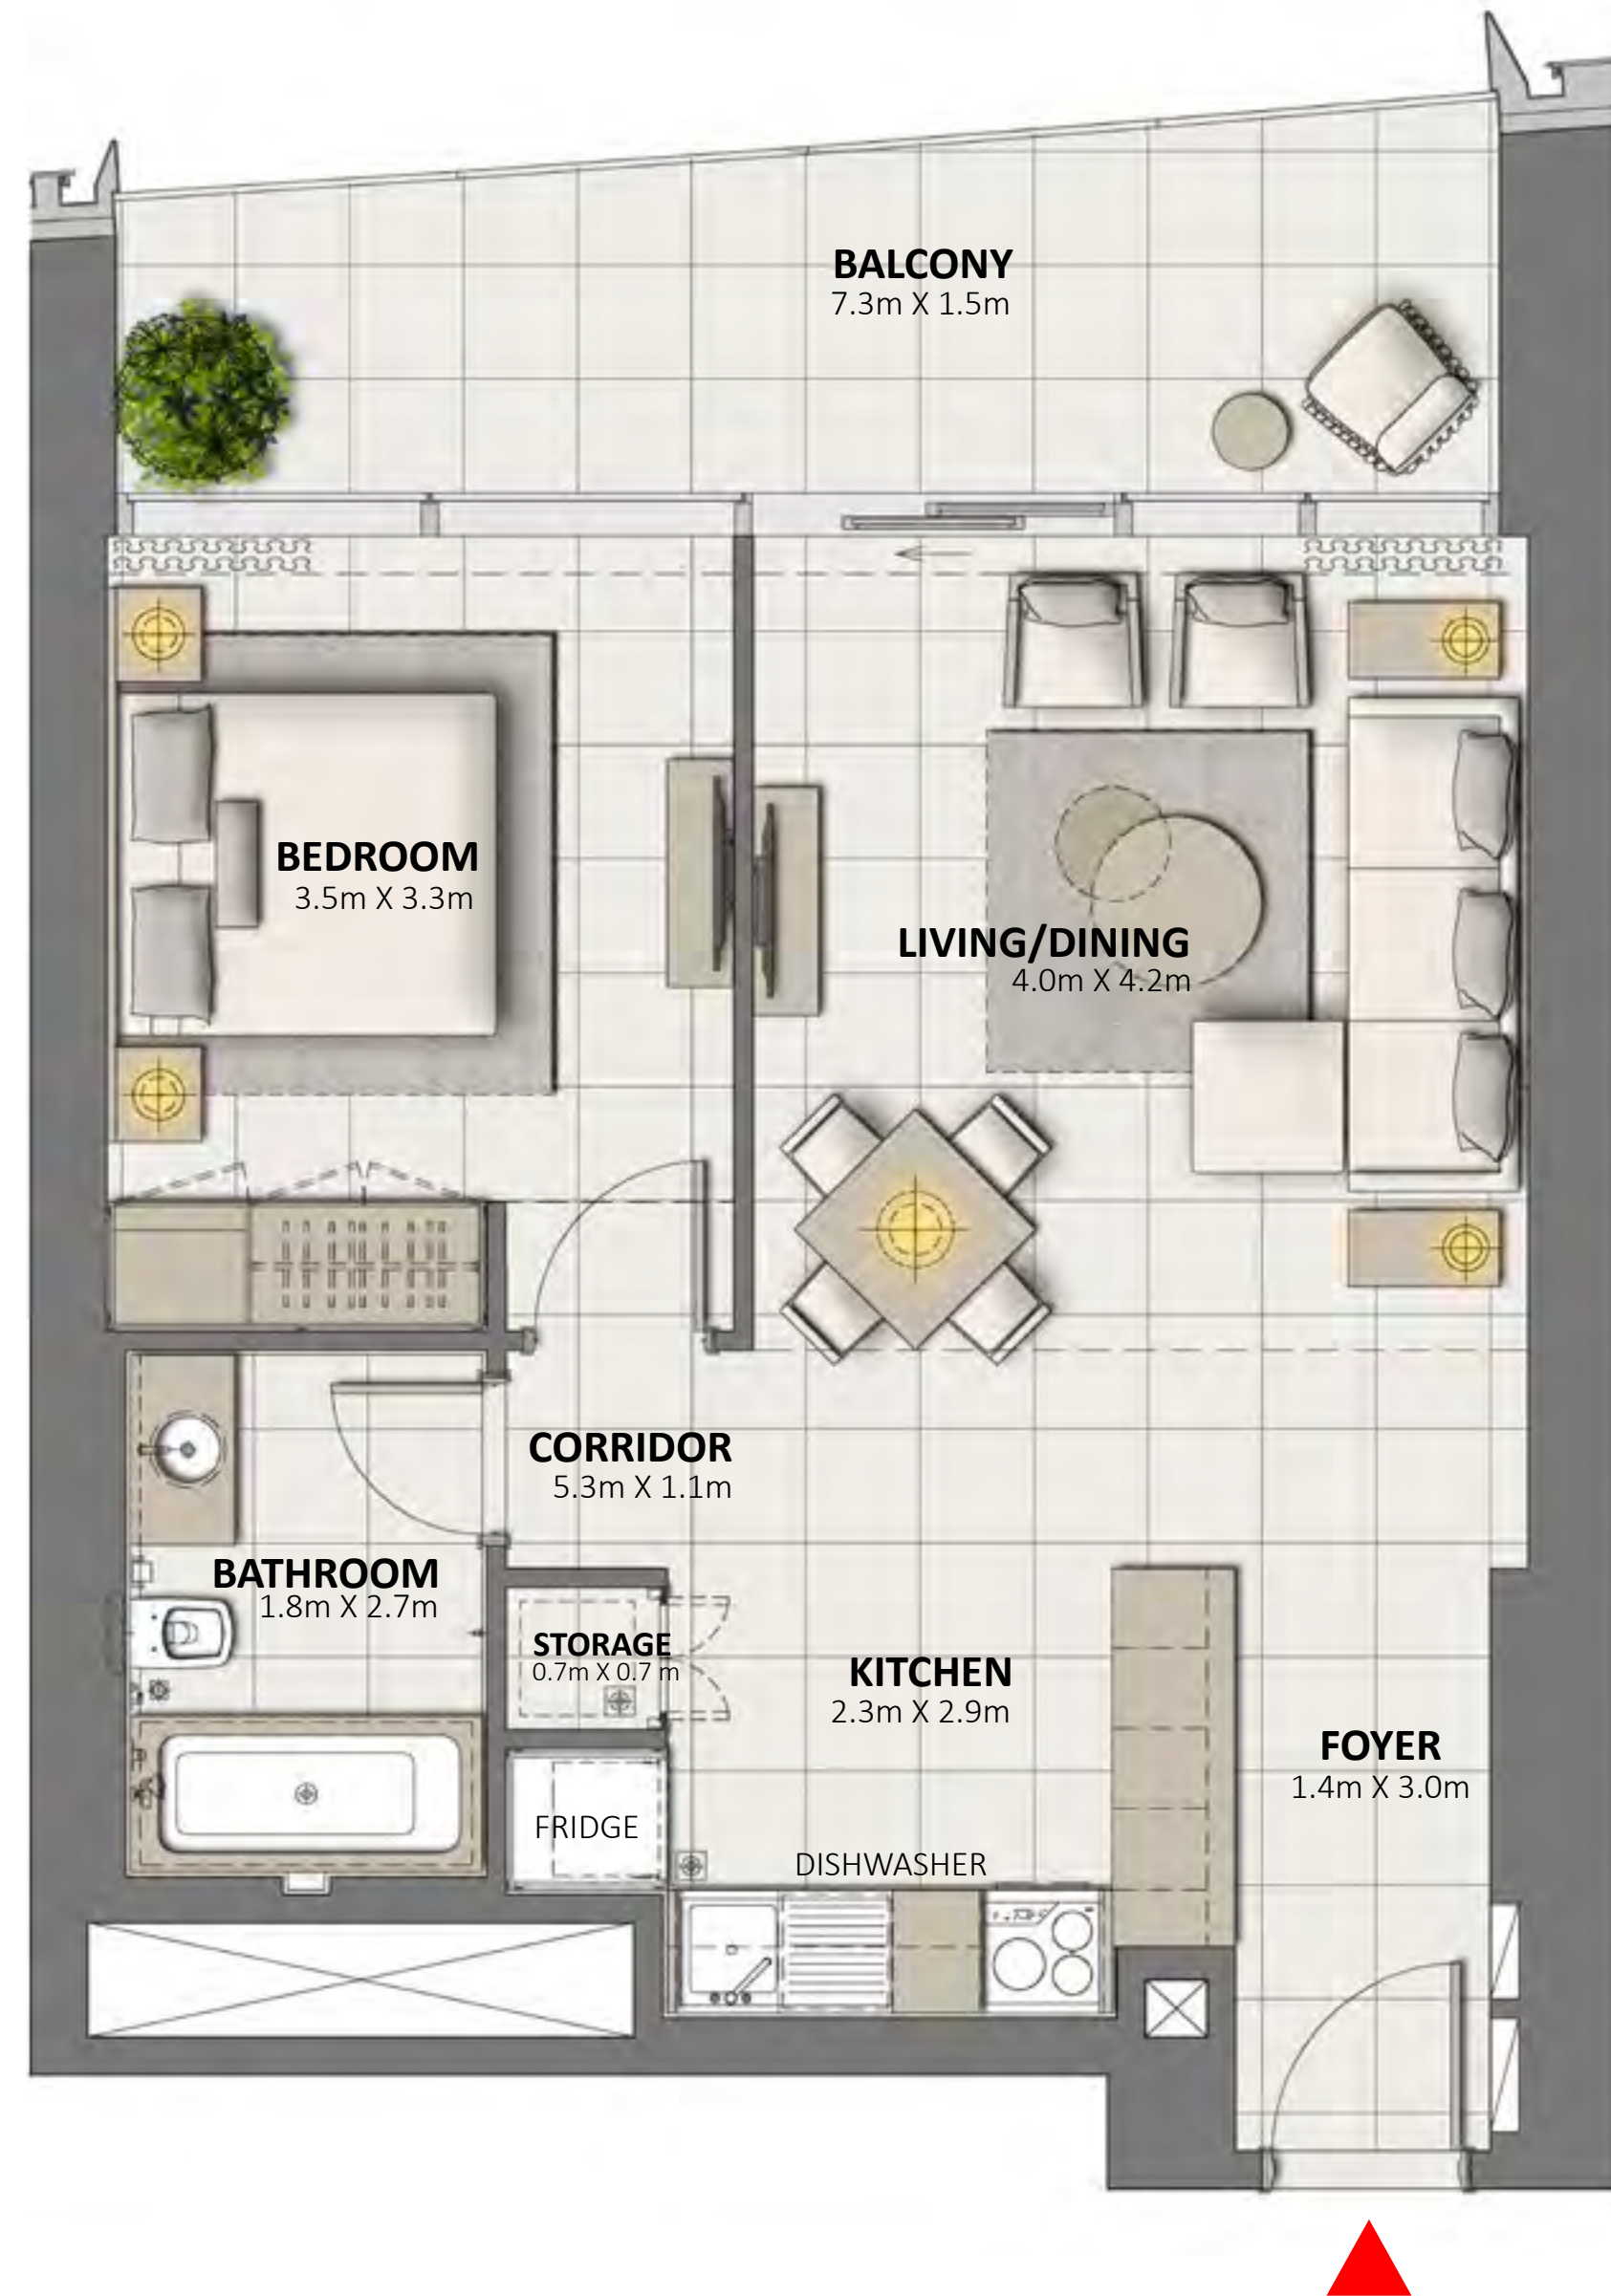 BALCONY
7.3m X 1.5m
BEDROOM
3.5m X 3.3m
LIVING/DINING
4.0m X 4.2m
CORRIDOR
5.3m X 1.1m
BATHROOM
1.8m X 2.7m
STORAGE
0.7m X 0.7 m
KITCHEN
2.3m X 2.9m
FOYER
1.4m X 3.0m
FRIDGE
DISHWASHER